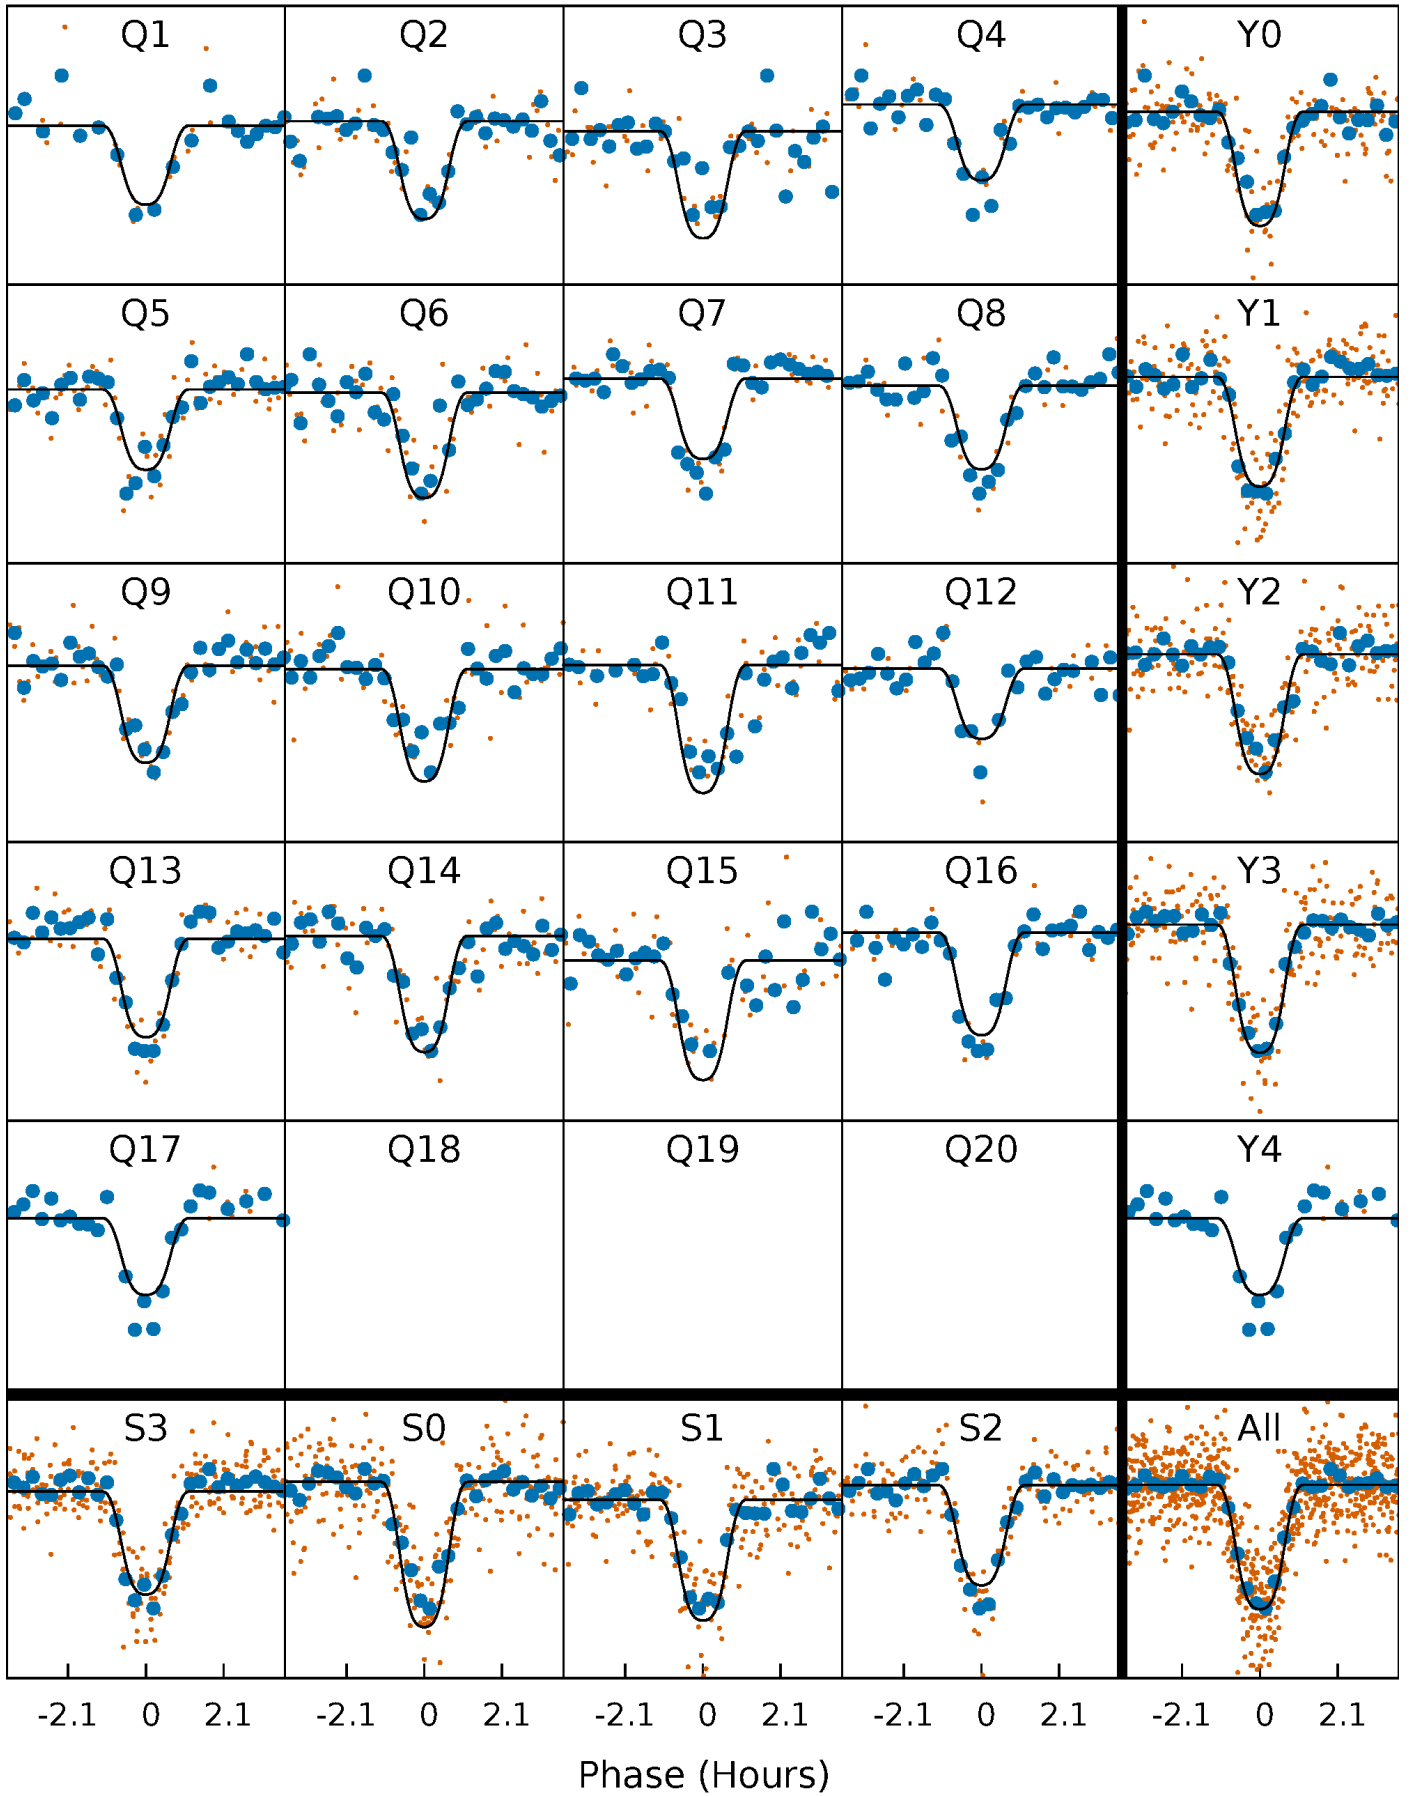 Q1 Q2 Q3 Q4 Y0
Q5 Q6 Q7 Q8 Y1
Q9 Q10 Q11 Q12 Y2
Q13 Q14 Q15 Q16 Y3
Q17 Q18 Q19 Q20 Y4
S3 S0 S1 S2 All
-2.1 0 2.1 -2.1 0 2.1 -2.1 0 2.1 -2.1 0 2.1 -2.1 0 2.1
Phase (Hours)